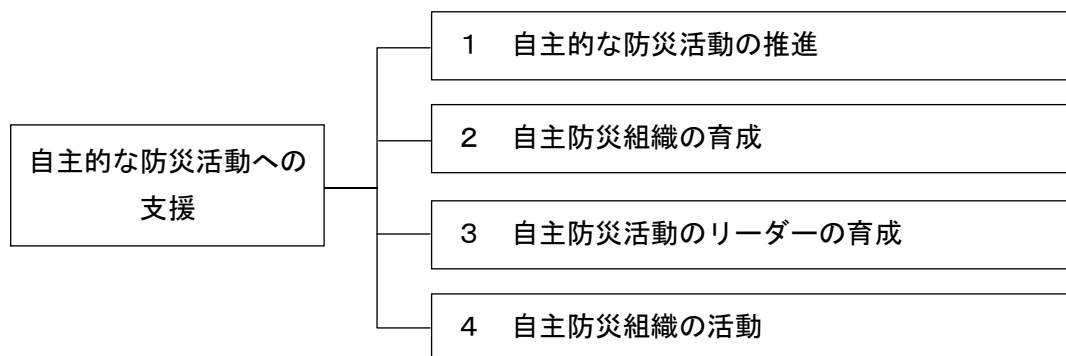 自主的な防災活動への
支援
１　自主的な防災活動の推進
２　自主防災組織の育成
３　自主防災活動のリーダーの育成
４　自主防災組織の活動